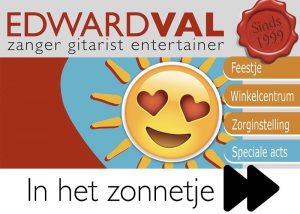 EDWARDVAL
zanger gitarist entertainer
Sinds
1999
Feestje
Winkelcentrum
Zorginstelling
Speciale acts
In het zonnetje